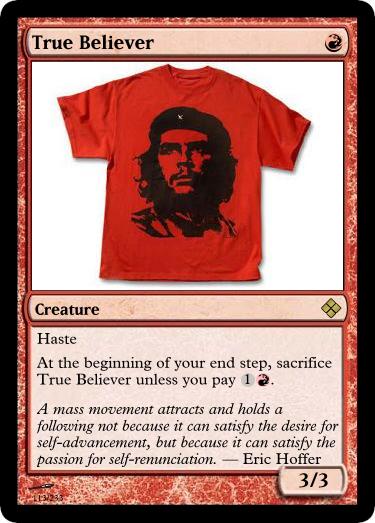 True Believer
Creature
Haste
At the beginning of your end step, sacrifice
True Believer unless you pay 1 .
A mass movement attracts and holds a
following not because it can satisfy the desire for
self-advancement, but because it can satisfy the
passion for self-renunciation. — Eric Hoffer
3/3